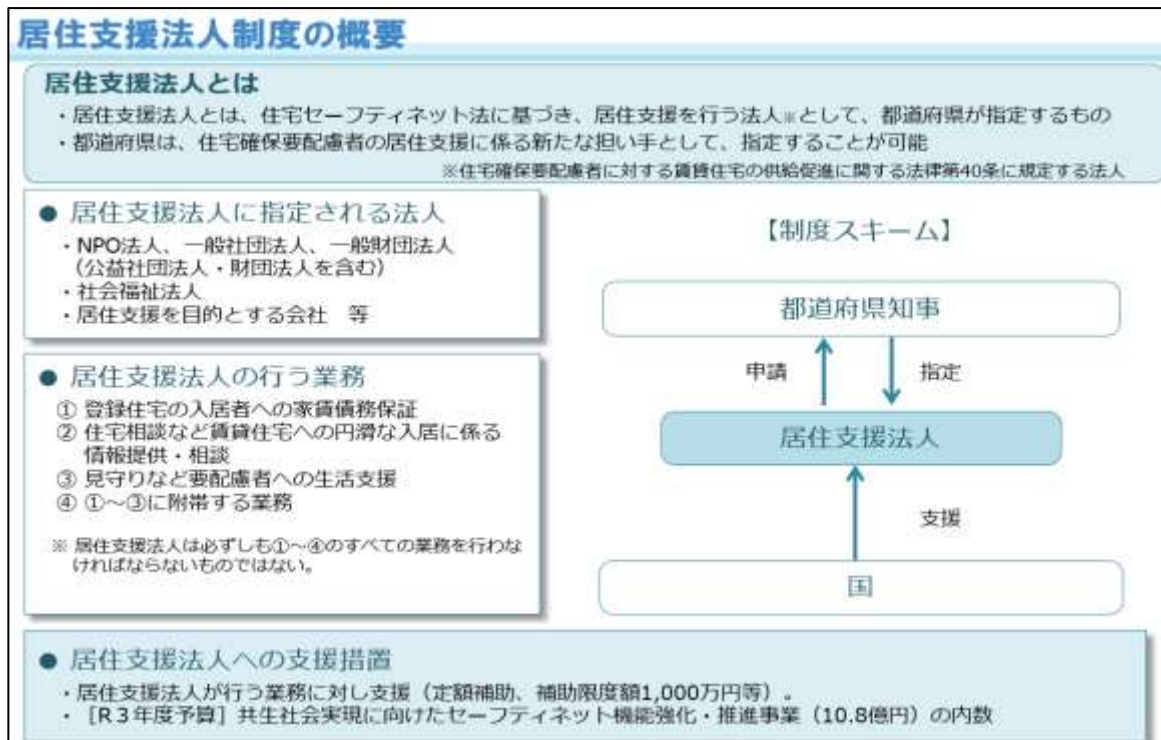 居住支援法人制度の概要
居住支援法人とは
・居住支援法人とは、住宅セーフティネット法に基づき、居住支援を行う法人※として、都道府県が指定するもの
・都道府県は、住宅確保要配慮者の居住支援に係る新たな担い手として、指定することが可能
※住宅確保要配慮者に対する賃貸住宅の供給促進に関する法律第40条に規定する法人
● 居住支援法人に指定される法人
・NPO法人、一般社団法人、一般財団法人
（公益社団法人・財団法人を含む）
・社会福祉法人
・居住支援を目的とする会社　等
● 居住支援法人の行う業務
① 登録住宅の入居者への家賃債務保証
② 住宅相談など賃貸住宅への円滑な入居に係る
情報提供・相談
③ 見守りなど要配慮者への生活支援
④ ①～③に附帯する業務
※ 居住支援法人は必ずしも①～④のすべての業務を行わな
ければならないものではない。
【制度スキーム】
都道府県知事
申請
指定
居住支援法人
支援
国
● 居住支援法人への支援措置
・居住支援法人が行う業務に対し支援（定額補助、補助限度額1,000万円等）。
・［R３年度予算］共生社会実現に向けたセーフティネット機能強化・推進事業（10.8億円）の内数